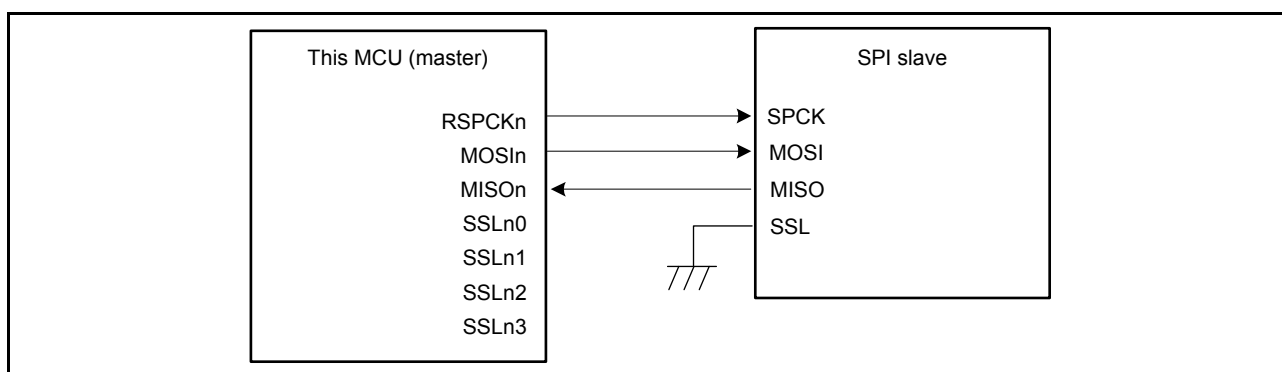 This MCU (master)
RSPCKn
MOSIn
MISOn
SSLn0
SSLn1
SSLn2
SSLn3
SPI slave
SPCK
MOSI
MISO
SSL